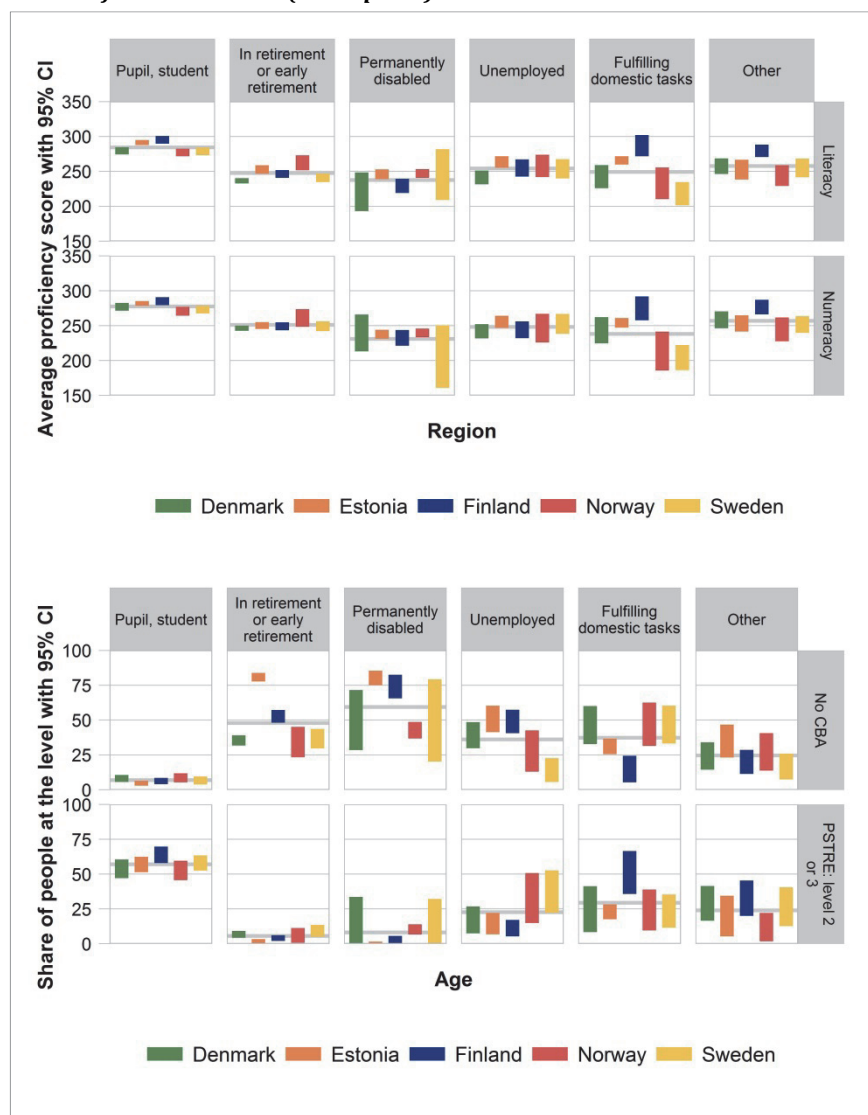 Pupil, student
In retirement
or early
retirement
Permanently
disabled
Unemployed
Fulfilling
domestic tasks
Other
Average proficiency score with 95% CI
350
300
250
200
150
Literacy
350
300
250
200
150
Numeracy
Region
Denmark Estonia Finland Norway Sweden
Pupil, student
In retirement
or early
retirement
Permanently
disabled
Unemployed
Fulfilling
domestic tasks
Other
Share of people at the level with 95% CI
100
75
50
25
0
No CBA
100
75
50
25
0
PSTRE: level 2
or 3
Age
Denmark Estonia Finland Norway Sweden